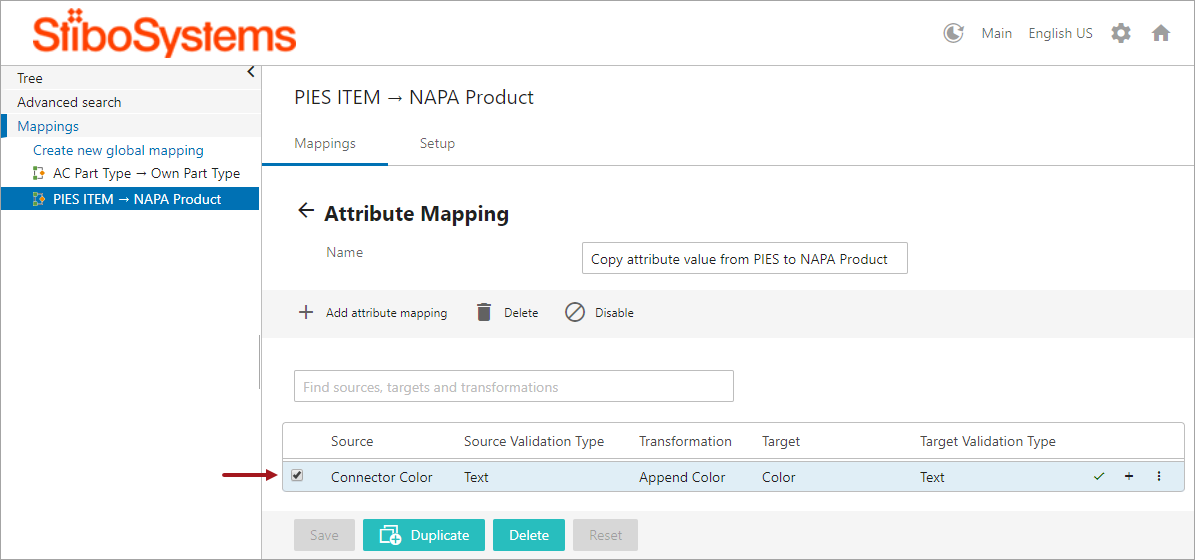 StiboSystems
Main English US
Tree
Advanced search
Mappings
Create new global mapping
AC Part Type → Own Part Type
PIES ITEM → NAPA Product
PIES ITEM → NAPA Product
Mappings Setup
Attribute Mapping
Name Copy attribute value from PIES to NAPA Product
Add attribute mapping Delete Disable
Find sources, targets and transformations
Source Source Validation Type Transformation Target Target Validation Type
Connector Color Text Append Color Color Text
Save Duplicate Delete Reset